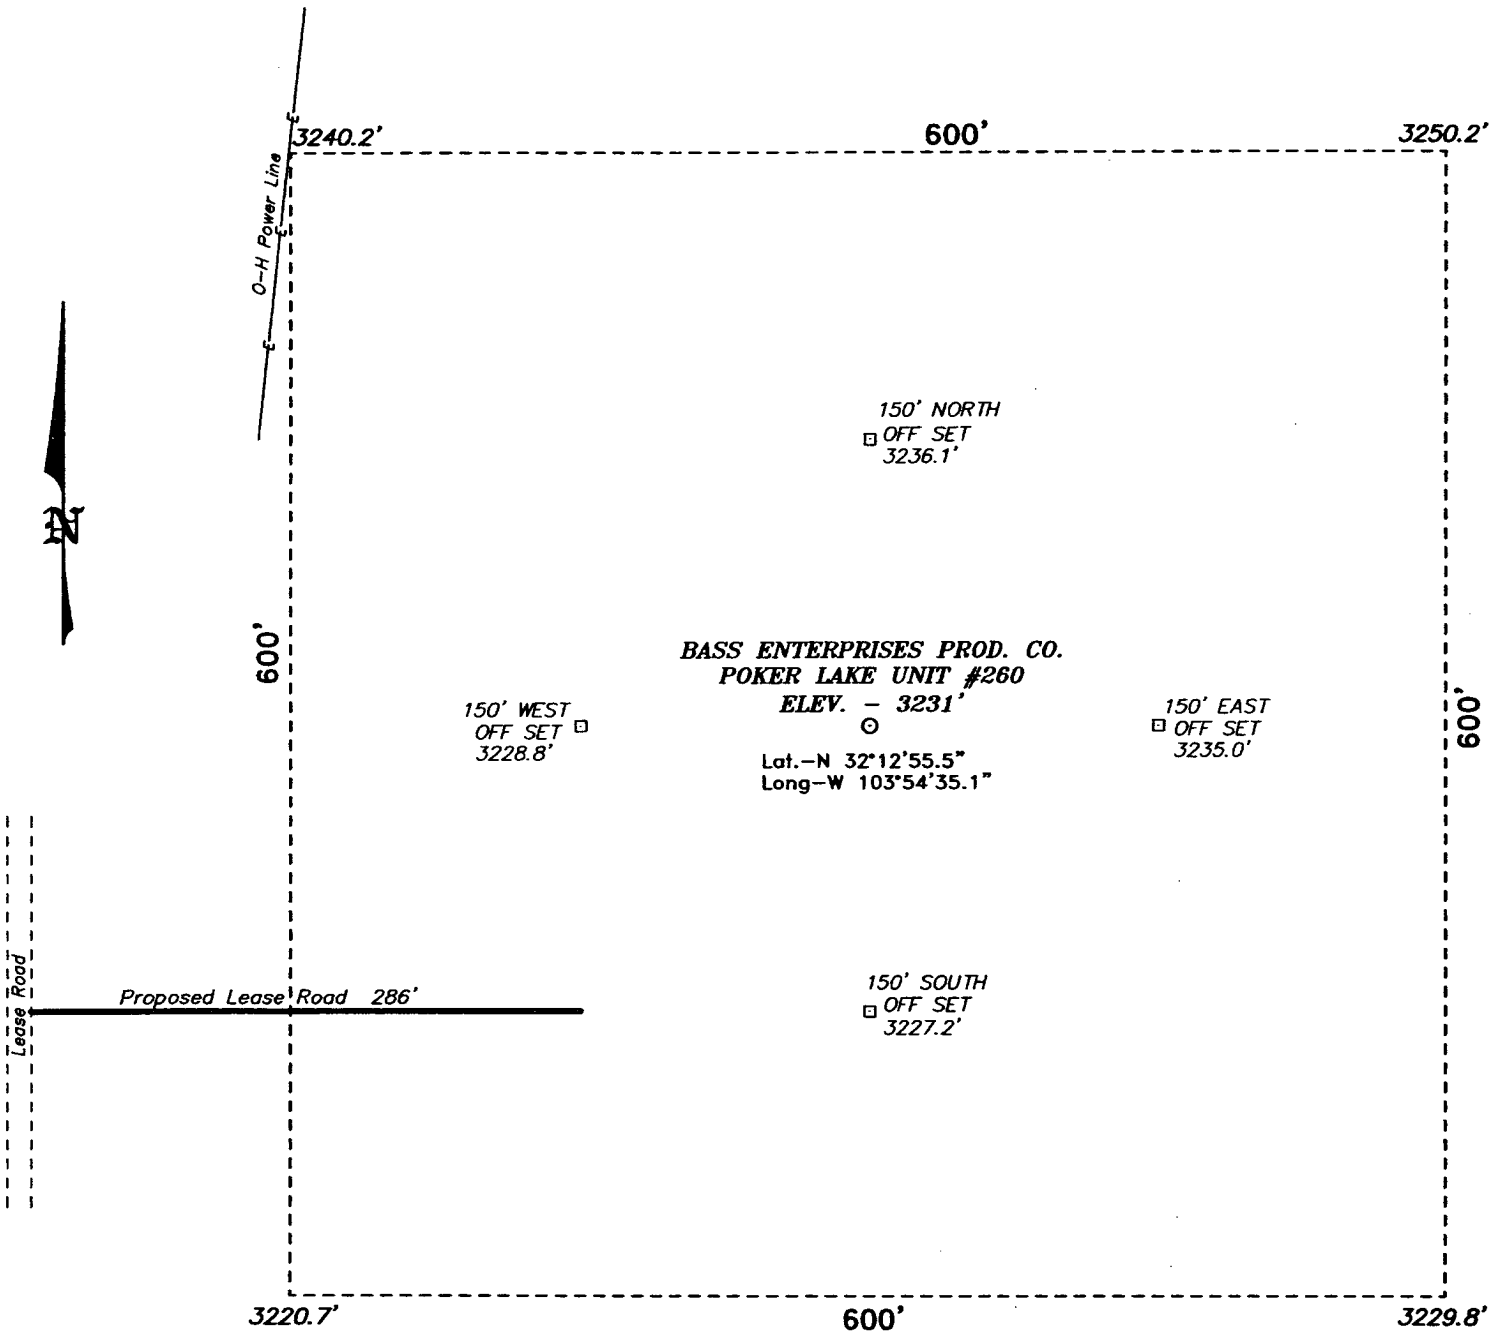 3240.2'
600'
3250.2'
O-H Power Line
E
E
E
150' NORTH
OFF SET
3236.1'
N
600'
BASS ENTERPRISES PROD. CO.
POKER LAKE UNIT #260
ELEV. - 3231'
Lat.-N 32°12'55.5"
Long-W 103°54'35.1"
150' WEST
OFF SET
3228.8'
150' EAST
OFF SET
3235.0'
600'
Lease Road
Proposed Lease Road 286'
150' SOUTH
OFF SET
3227.2'
3220.7'
600'
3229.8'